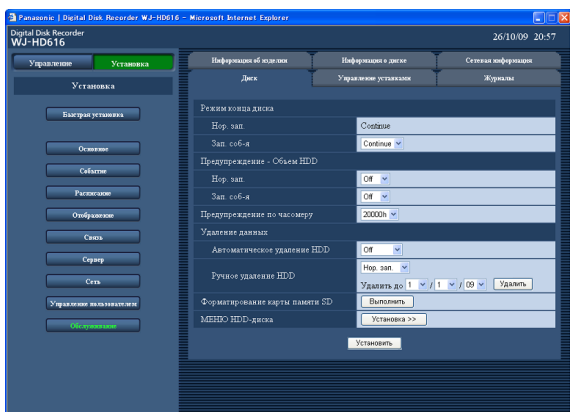 Panasonic | Digital Disk Recorder WJ-HD616 - Microsoft Internet Explorer
Digital Disk Recorder
WJ-HD616
26/10/09 20:57
Управление Установка
Информация об изделии Информация о диске Сетевая информация
Диск Управление установками Журналы
Установка
Быстрая установка
Основное
Событие
Расписание
Отображение
Связь
Сервер
Сеть
Управление пользователем
Обслуживание
Режим конца диска
Нор. зап. Continue
Зап. соб-я Continue
Предупреждение - Объем HDD
Нор. зап. Off
Зап. соб-я Off
Предупреждение по часомеру 20000h
Удаление данных
Автоматическое удаление HDD Off
Ручное удаление HDD Нор. зап.
Удалить до 1 / 1 / 09 Удалить
Форматирование карты памяти SD Выполнить
МЕНЮ HDD-диска Установка >>
Установить